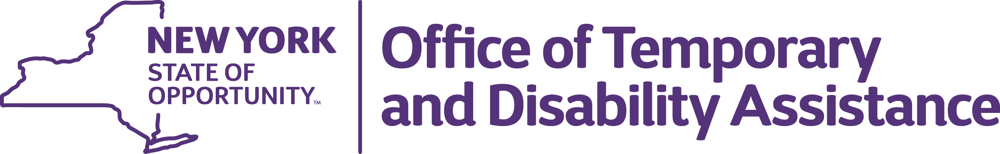 NEW YORK
STATE OF
OPPORTUNITY™
Office of Temporary
and Disability Assistance